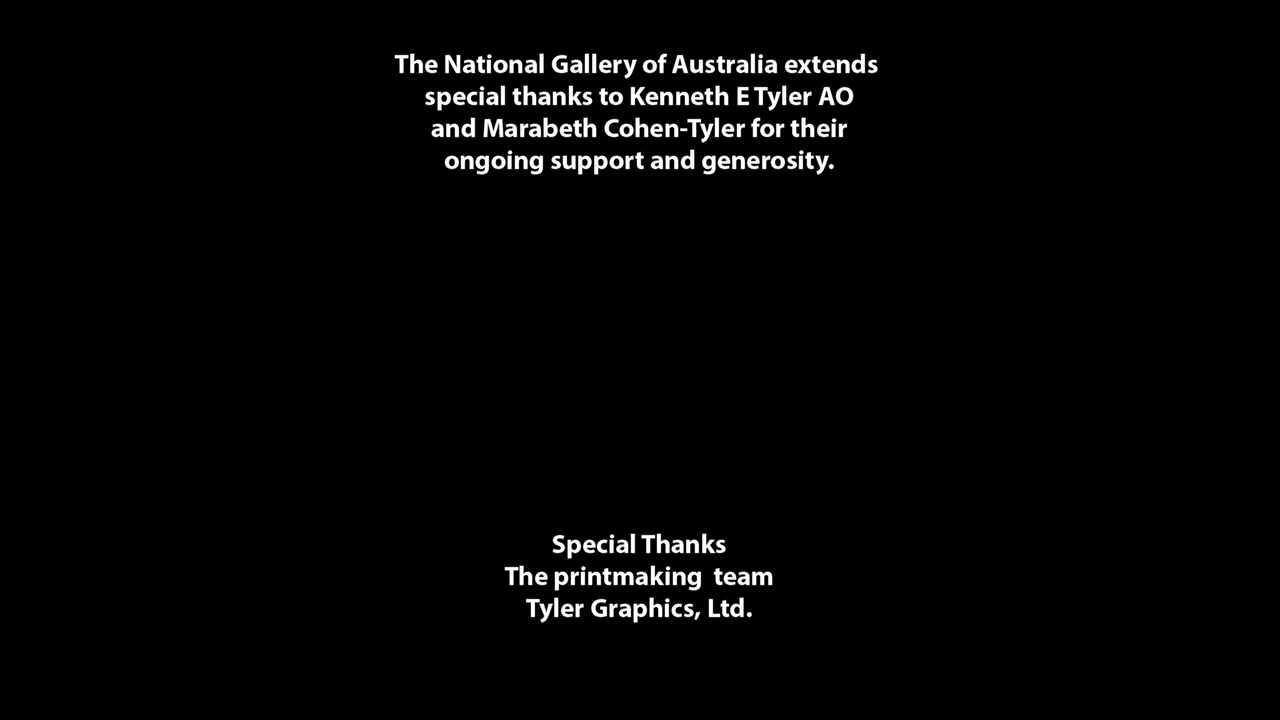 The National Gallery of Australia extends
special thanks to Kenneth E Tyler AO
and Marabeth Cohen-Tyler for their
ongoing support and generosity.
Special Thanks
The printmaking  team
Tyler Graphics, Ltd.